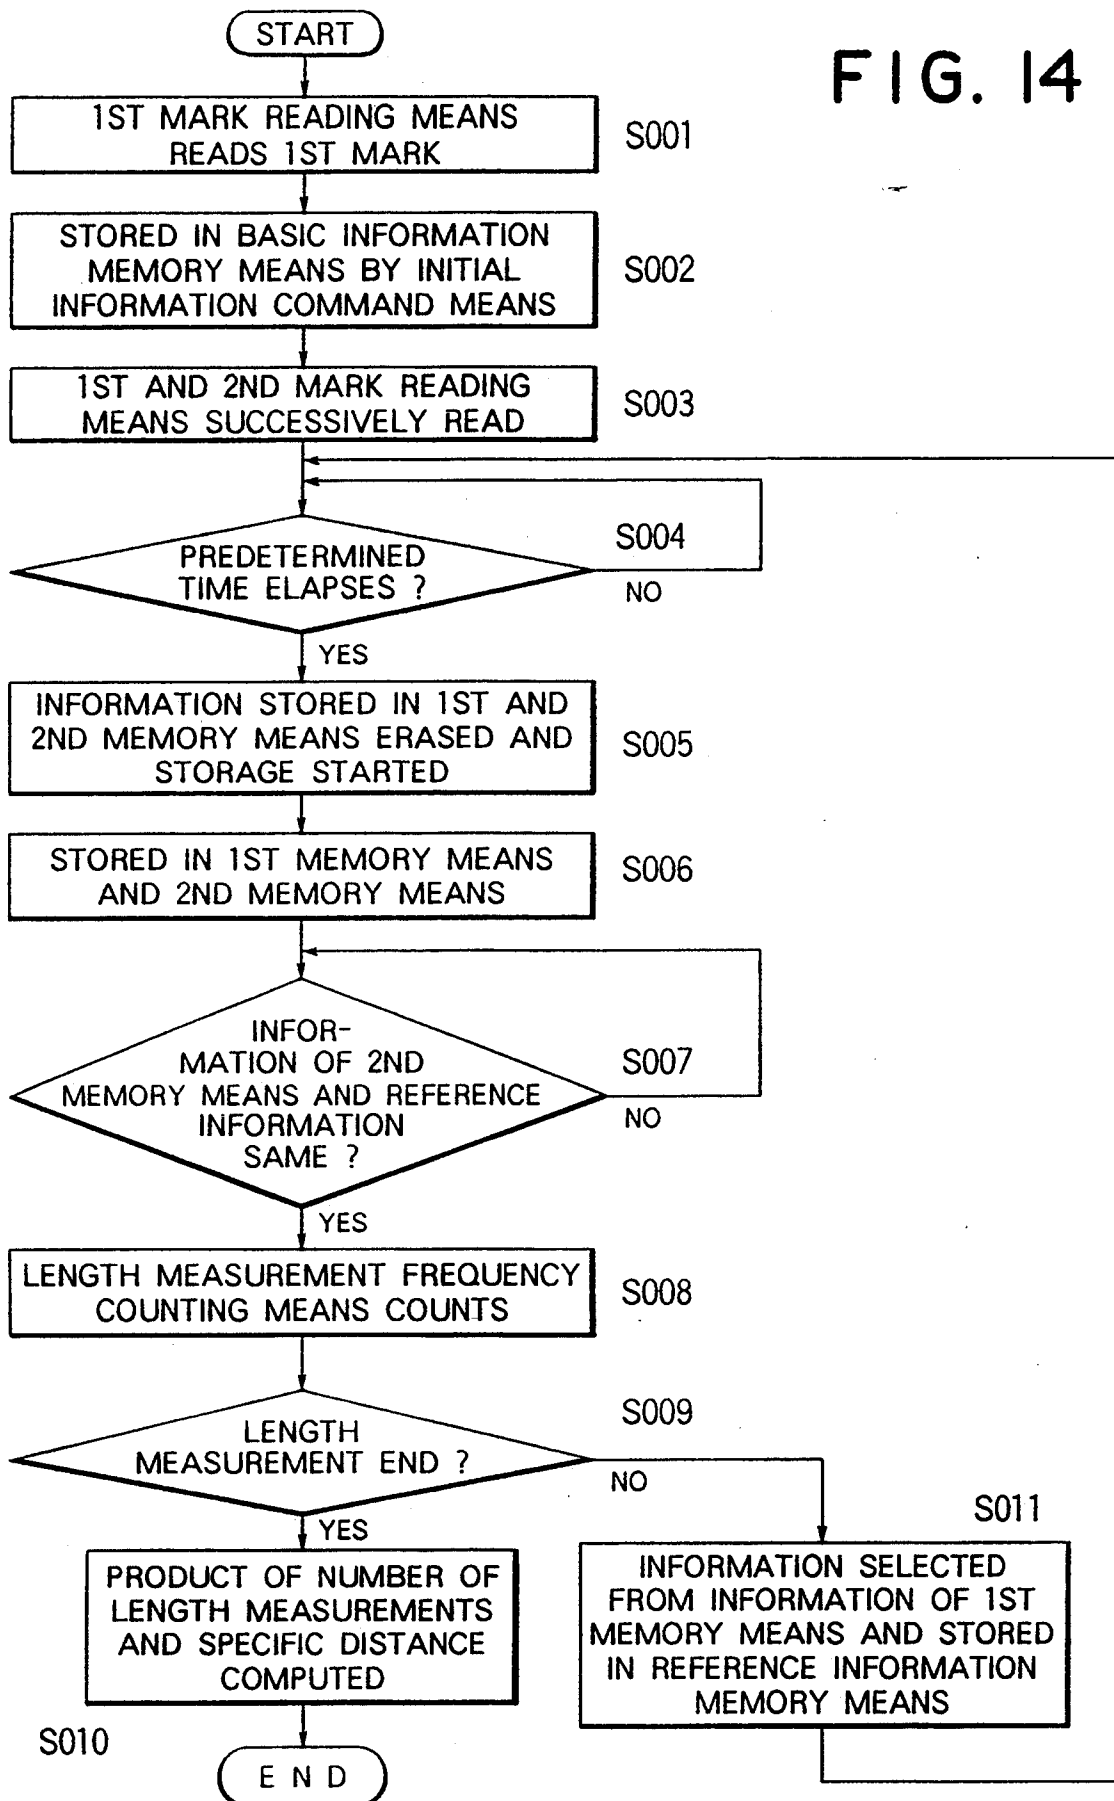 START
FIG. 14
1ST MARK READING MEANS
READS 1ST MARK
S001
STORED IN BASIC INFORMATION
MEMORY MEANS BY INITIAL
INFORMATION COMMAND MEANS
S002
1ST AND 2ND MARK READING
MEANS SUCCESSIVELY READ
S003
PREDETERMINED
TIME ELAPSES ?
S004
NO
YES
INFORMATION STORED IN 1ST AND
2ND MEMORY MEANS ERASED AND
STORAGE STARTED
S005
STORED IN 1ST MEMORY MEANS
AND 2ND MEMORY MEANS
S006
INFOR-
MATION OF 2ND
MEMORY MEANS AND REFERENCE
INFORMATION
SAME ?
S007
NO
YES
LENGTH MEASUREMENT FREQUENCY
COUNTING MEANS COUNTS
S008
LENGTH
MEASUREMENT END ?
S009
NO
YES
PRODUCT OF NUMBER OF
LENGTH MEASUREMENTS
AND SPECIFIC DISTANCE
COMPUTED
S010
S011
INFORMATION SELECTED
FROM INFORMATION OF 1ST
MEMORY MEANS AND STORED
IN REFERENCE INFORMATION
MEMORY MEANS
END